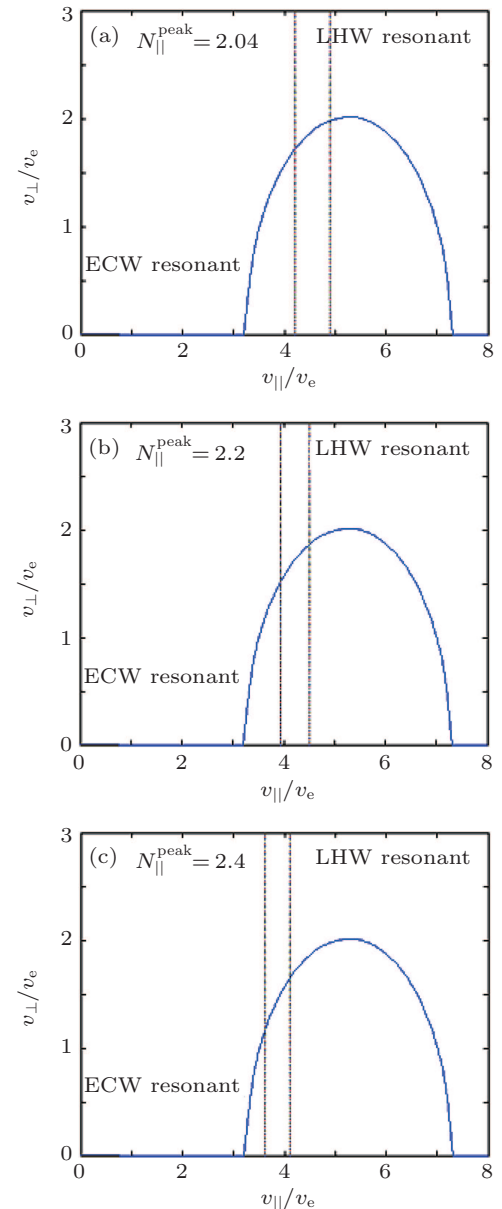 (a) N||peak = 2.04 LHW resonant
3
2
1
0
v⊥/ve
ECW resonant
0 2 4 6 8
v||/ve
(b) N||peak = 2.2 LHW resonant
3
2
1
0
v⊥/ve
ECW resonant
0 2 4 6 8
v||/ve
(c) N||peak = 2.4 LHW resonant
3
2
1
0
v⊥/ve
ECW resonant
0 2 4 6 8
v||/ve